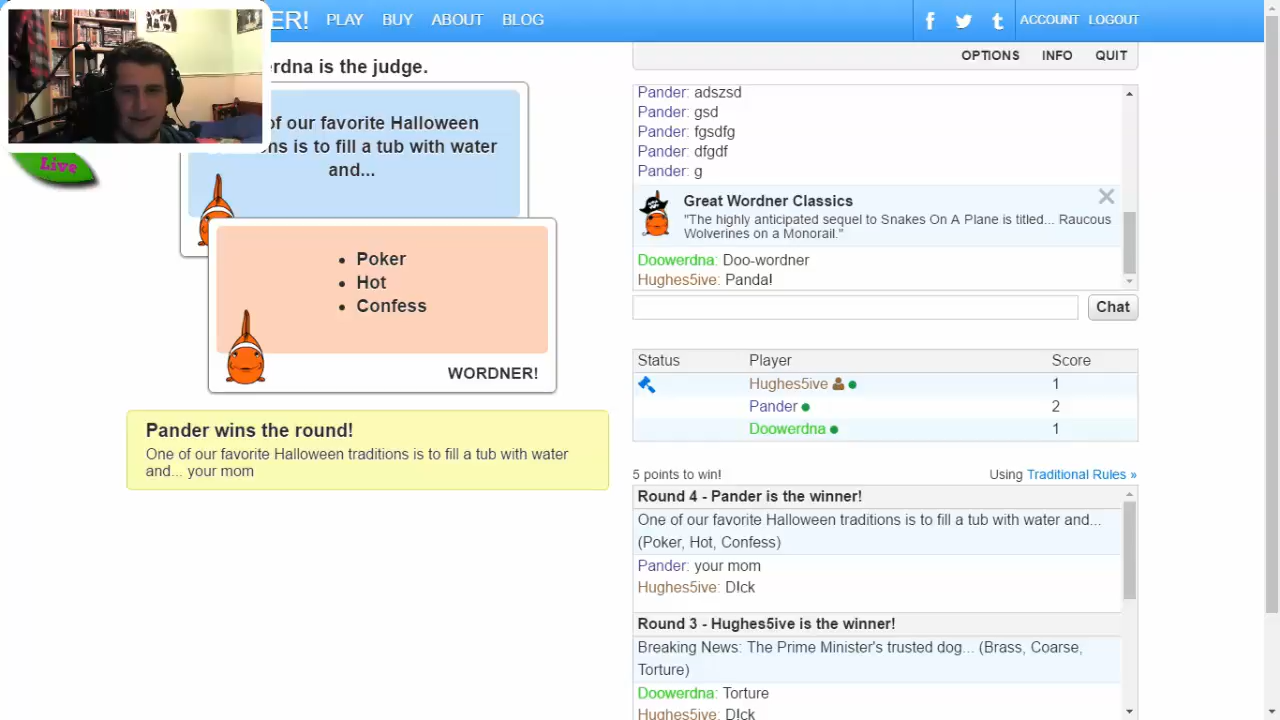 ER! PLAY BUY ABOUT BLOG ACCOUNT LOGOUT
rdna is the judge.
of our favorite Halloween
ns is to fill a tub with water
and...
Live
• Poker
• Hot
• Confess
WORDNER!
Pander wins the round!
One of our favorite Halloween traditions is to fill a tub with water
and... your mom
OPTIONS INFO QUIT
Pander: adszsd
Pander: gsd
Pander: fgsdfg
Pander: dfgdf
Pander: g
Great Wordner Classics
"The highly anticipated sequel to Snakes On A Plane is titled... Raucous
Wolverines on a Monorail."
Doowerdna: Doo-wordner
Hughes5ive: Panda!
Chat
Status Player Score
Hughes5ive 1
Pander 2
Doowerdna 1
5 points to win! Using Traditional Rules »
Round 4 - Pander is the winner!
One of our favorite Halloween traditions is to fill a tub with water and...
(Poker, Hot, Confess)
Pander: your mom
Hughes5ive: D!ck
Round 3 - Hughes5ive is the winner!
Breaking News: The Prime Minister's trusted dog... (Brass, Coarse,
Torture)
Doowerdna: Torture
Hughes5ive: D!ck